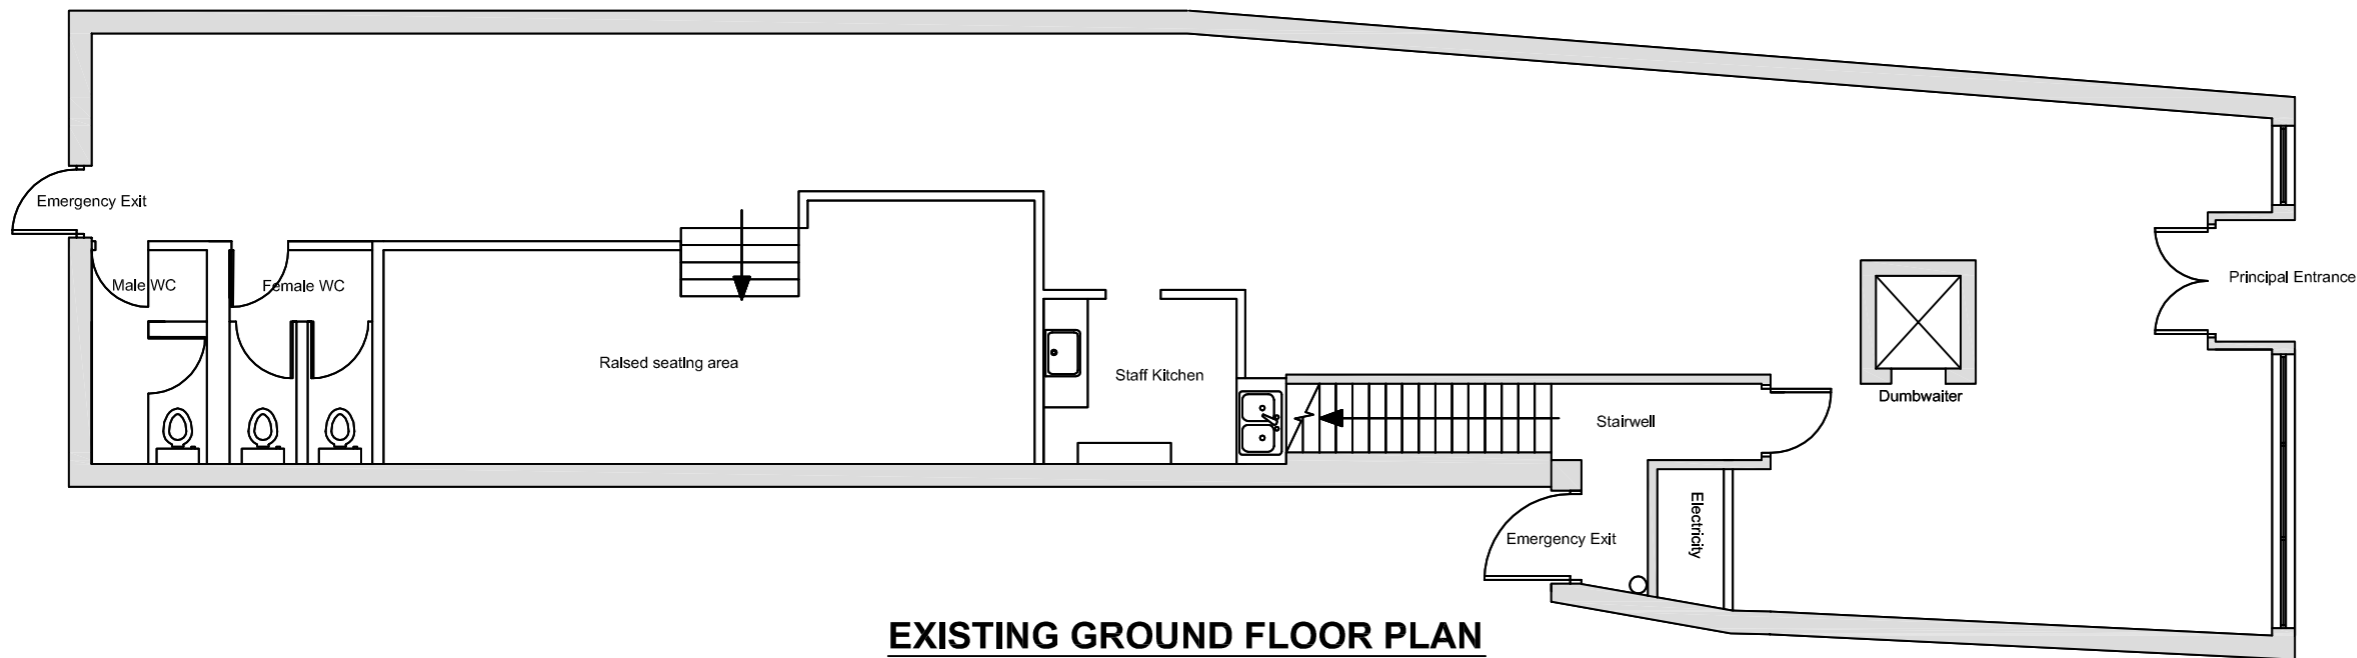 Emergency Exit
Principal Entrance
Male WC
Female WC
Raised seating area
Staff Kitchen
Dumbwaiter
Stairwell
Electricity
Emergency Exit
EXISTING GROUND FLOOR PLAN